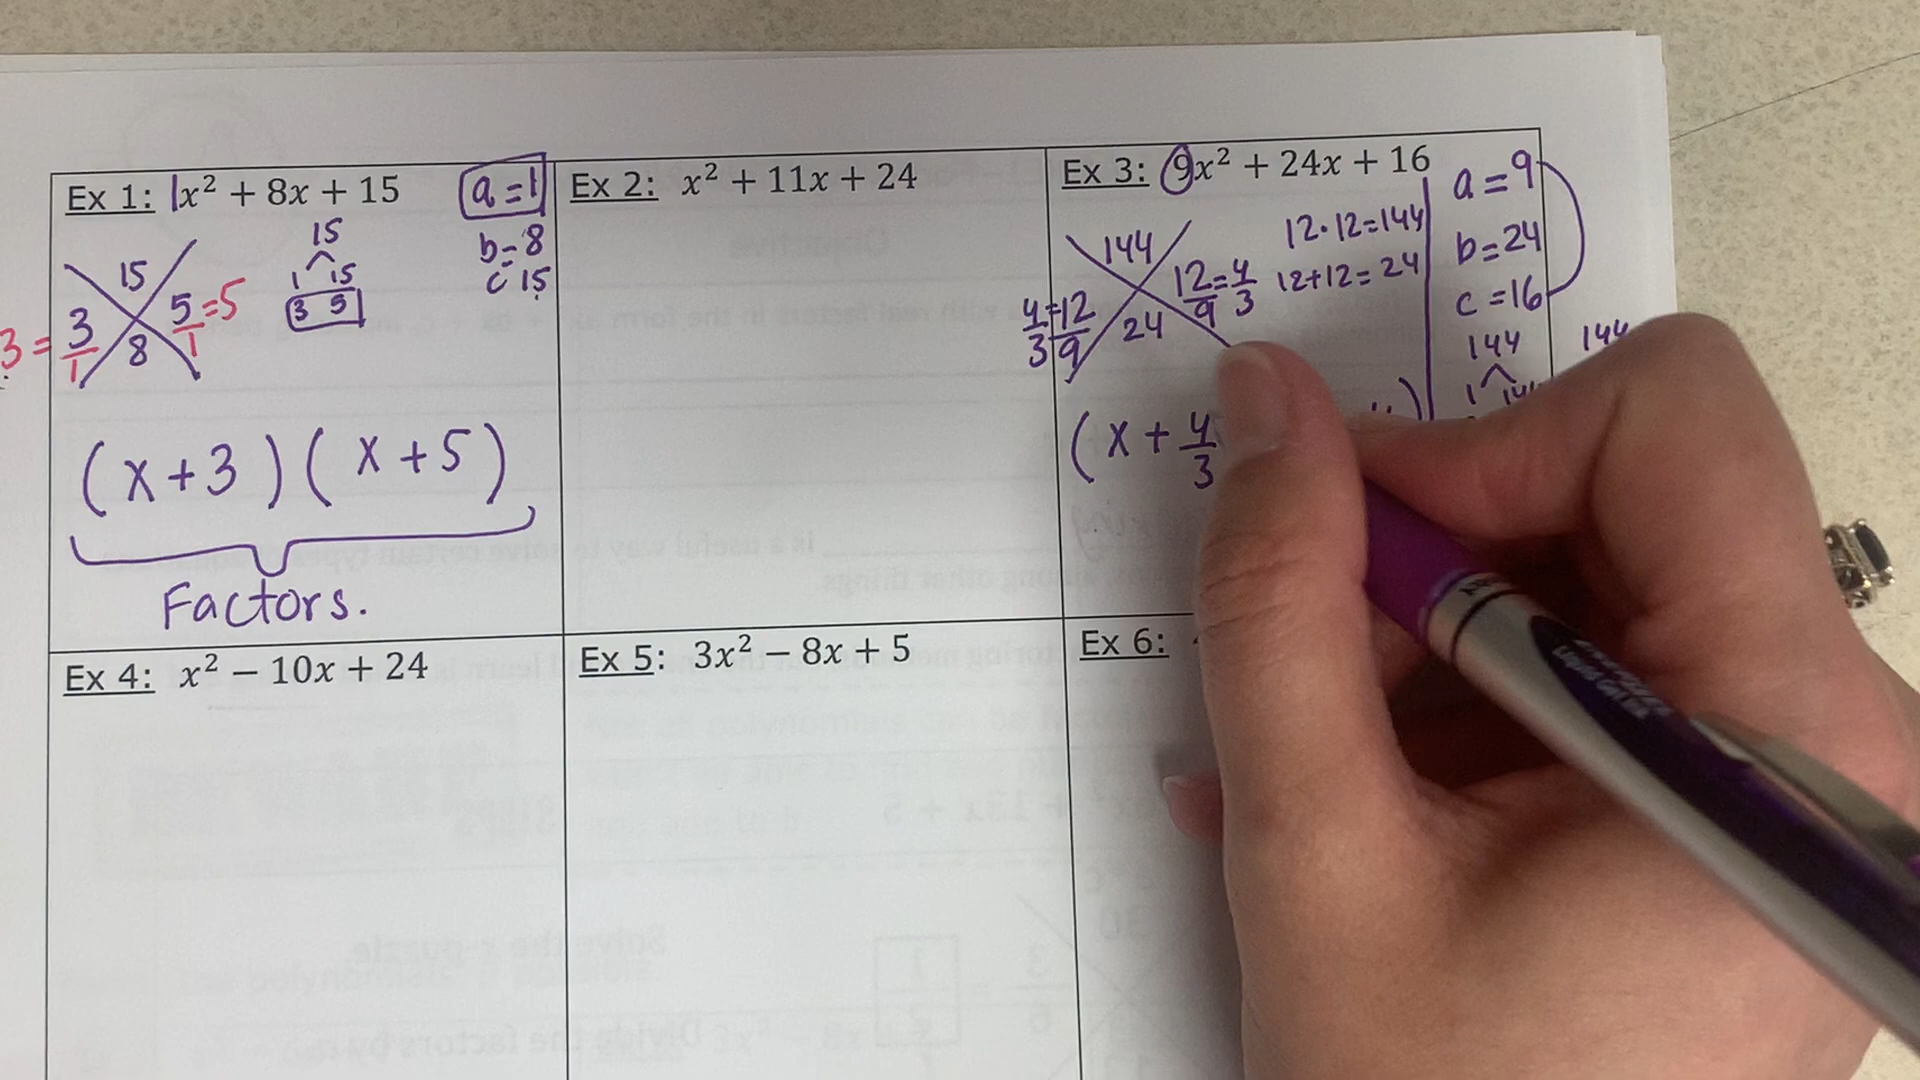 Ex 1: 1x² + 8x + 15
a = 1
b = 8
c 15
15
1 15
3 5
15
3 = 3/1
5/1 = 5
8
(x + 3)(x + 5)
Factors.
Ex 2: x² + 11x + 24
Ex 3: 9x² + 24x + 16
a = 9
b = 24
c = 16
144
12 · 12 = 144
12 + 12 = 24
4/3 = 12/9
12/9 = 4/3
24
144
1 144
144
(x + 4/3
Ex 4: x² − 10x + 24
Ex 5: 3x² − 8x + 5
Ex 6: